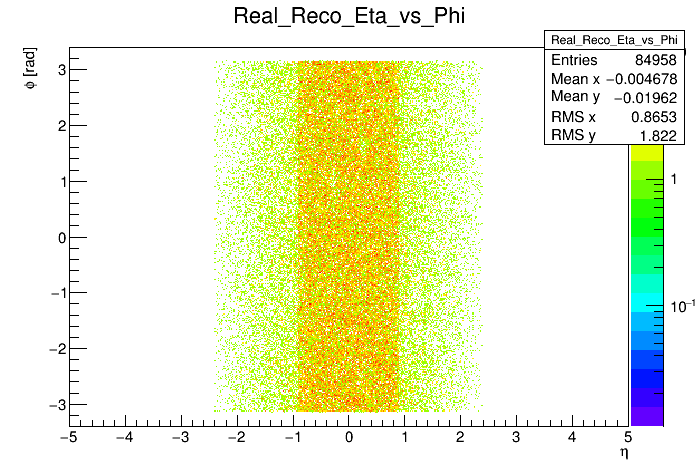 Real_Reco_Eta_vs_Phi
Real_Reco_Eta_vs_Phi
Entries 84958
Mean x −0.004678
Mean y −0.01962
RMS x 0.8653
RMS y 1.822
ϕ [rad]
3
2
1
0
−1
−2
−3
1
10⁻¹
−5 −4 −3 −2 −1 0 1 2 3 4 5
η